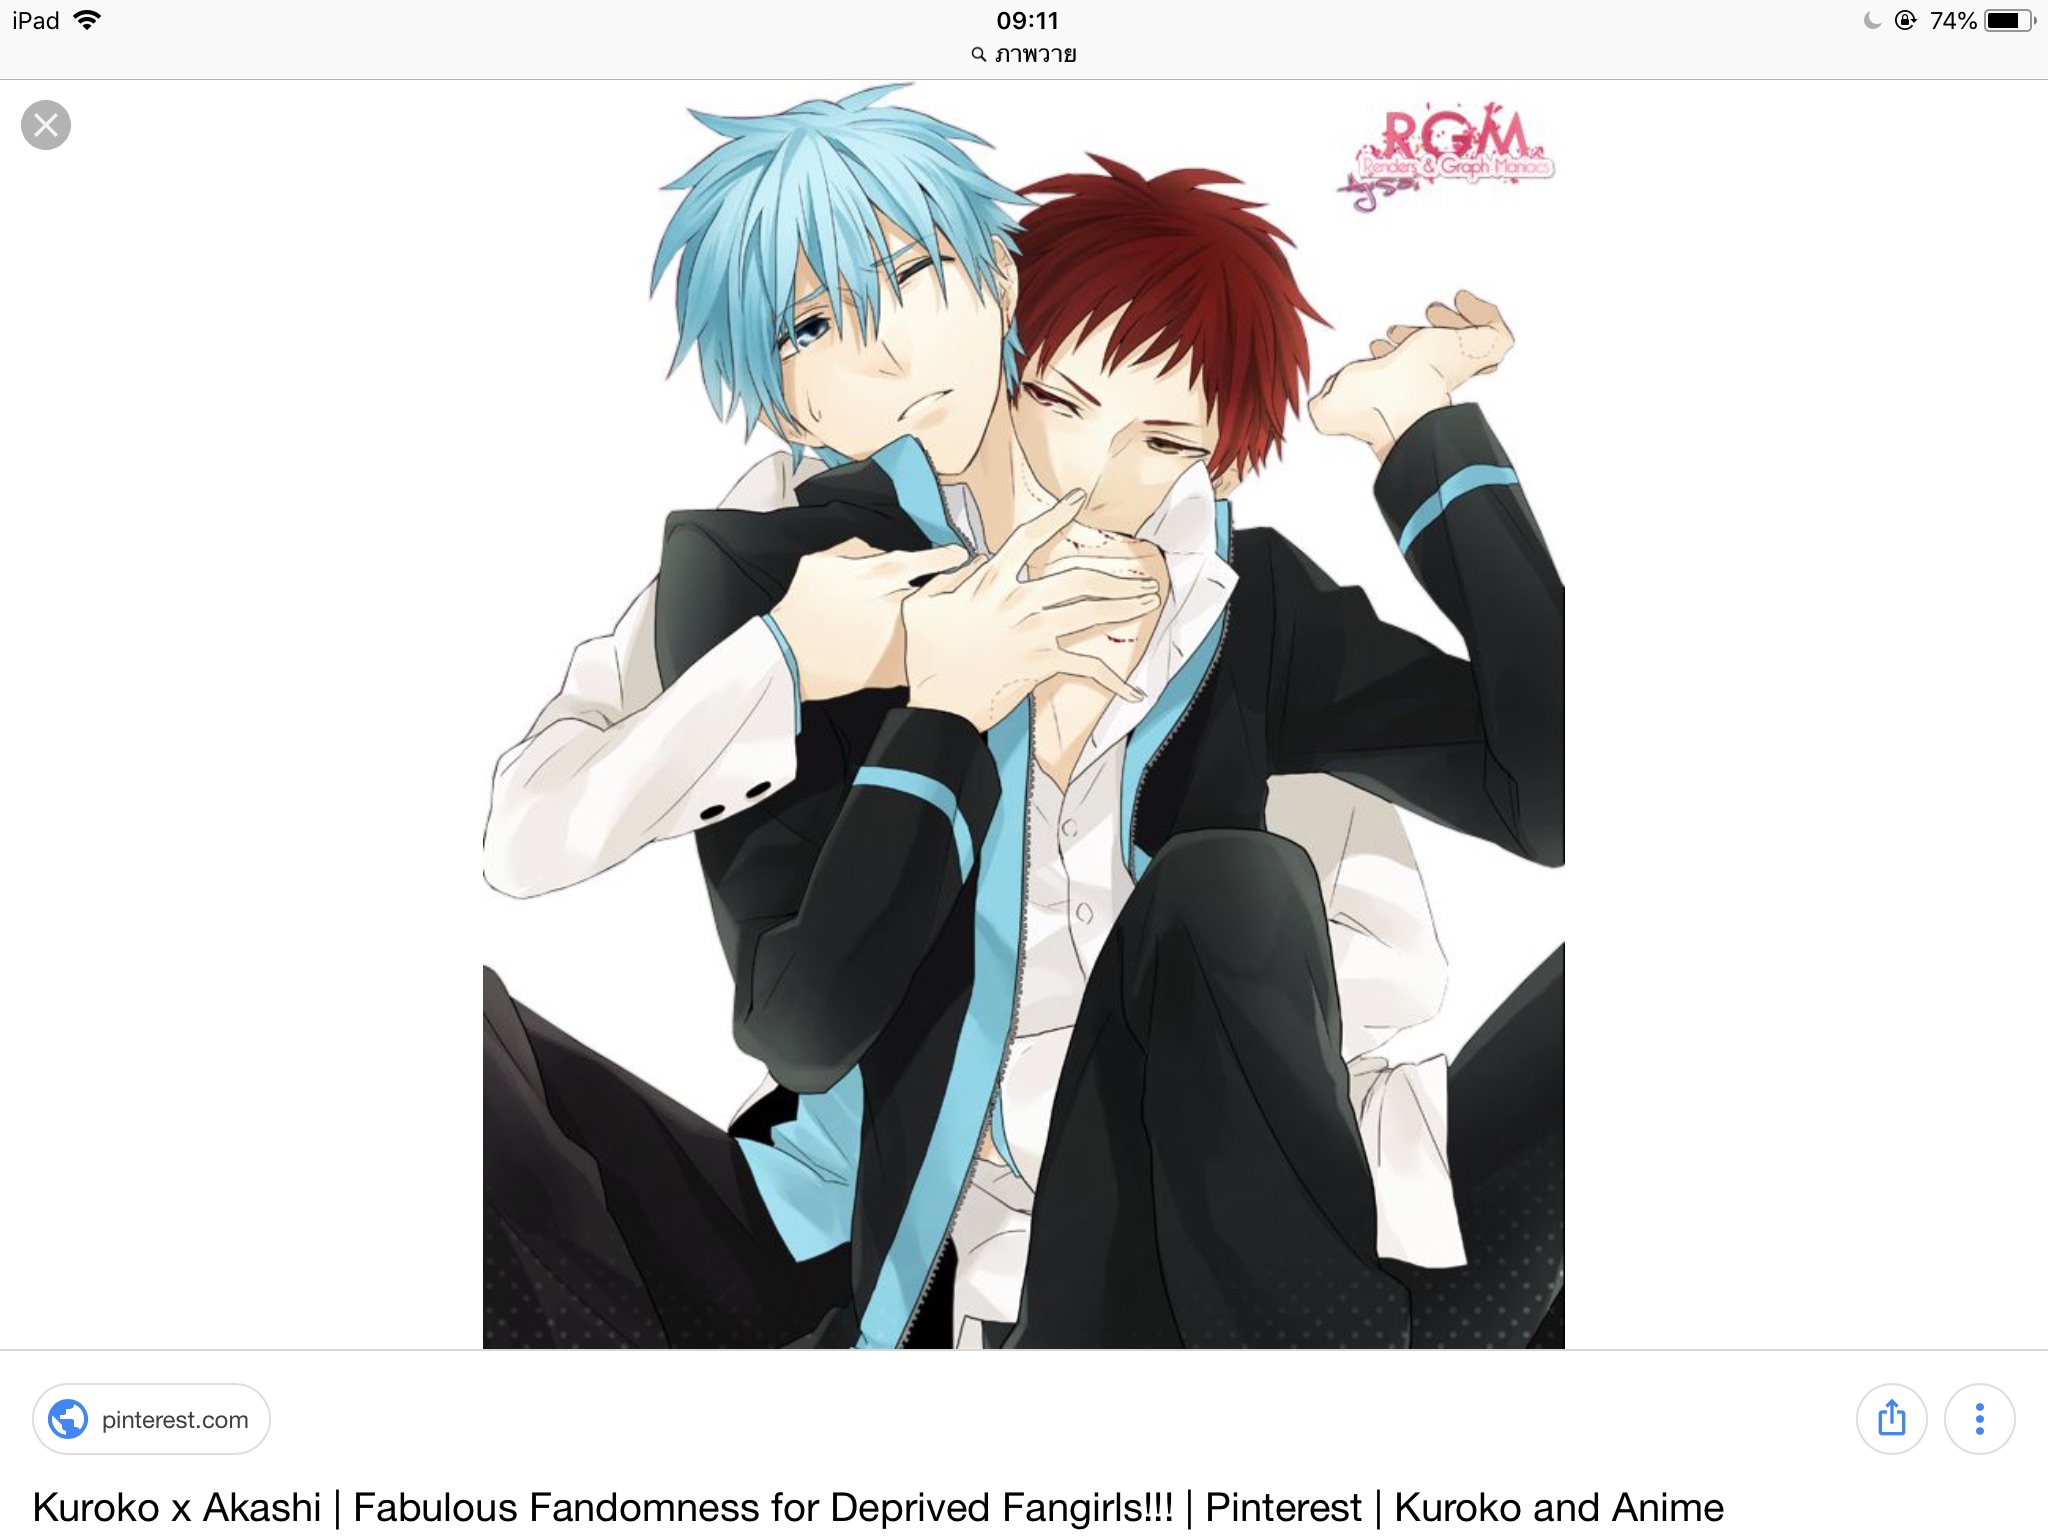 iPad
09:11
74%
ภาพวาย
RGM
Renders & Graph Maniacs
pinterest.com
Kuroko x Akashi | Fabulous Fandomness for Deprived Fangirls!!! | Pinterest | Kuroko and Anime